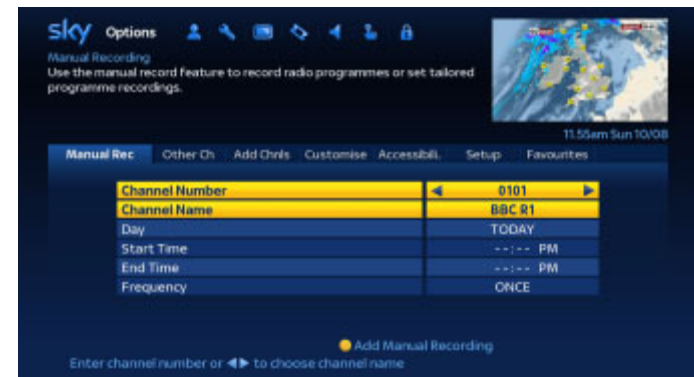 sky Options
Manual Recording
Use the manual record feature to record radio programmes or set tailored
programme recordings.
11.55am Sun 10/08
Manual Rec Other Ch Add Chnls Customise Accessibili. Setup Favourites
Channel Number 0101
Channel Name BBC R1
Day TODAY
Start Time --:-- PM
End Time --:-- PM
Frequency ONCE
Add Manual Recording
Enter channel number or ◀▶ to choose channel name